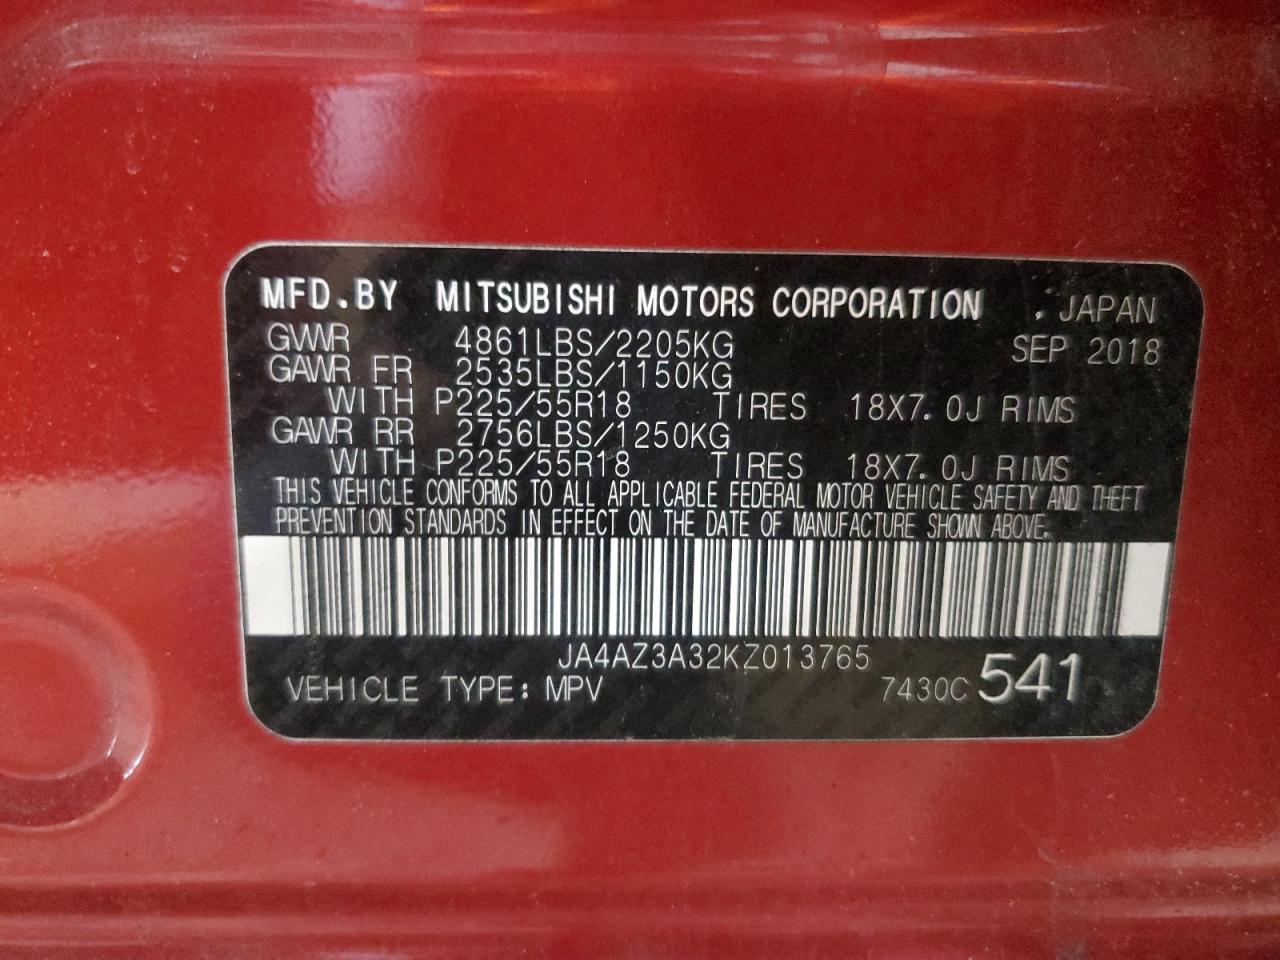 MFD.BY MITSUBISHI MOTORS CORPORATION . JAPAN
GVWR 4861LBS/2205KG SEP 2018
GAWR FR 2535LBS/1150KG
WITH P225/55R18 TIRES 18X7.0J RIMS
GAWR RR 2756LBS/1250KG
WITH P225/55R18 TIRES 18X7.0J RIMS
THIS VEHICLE CONFORMS TO ALL APPLICABLE FEDERAL MOTOR VEHICLE SAFETY AND THEFT
PREVENTION STANDARDS IN EFFECT ON THE DATE OF MANUFACTURE SHOWN ABOVE.
JA4AZ3A32KZ013765
VEHICLE TYPE: MPV 7430C 541